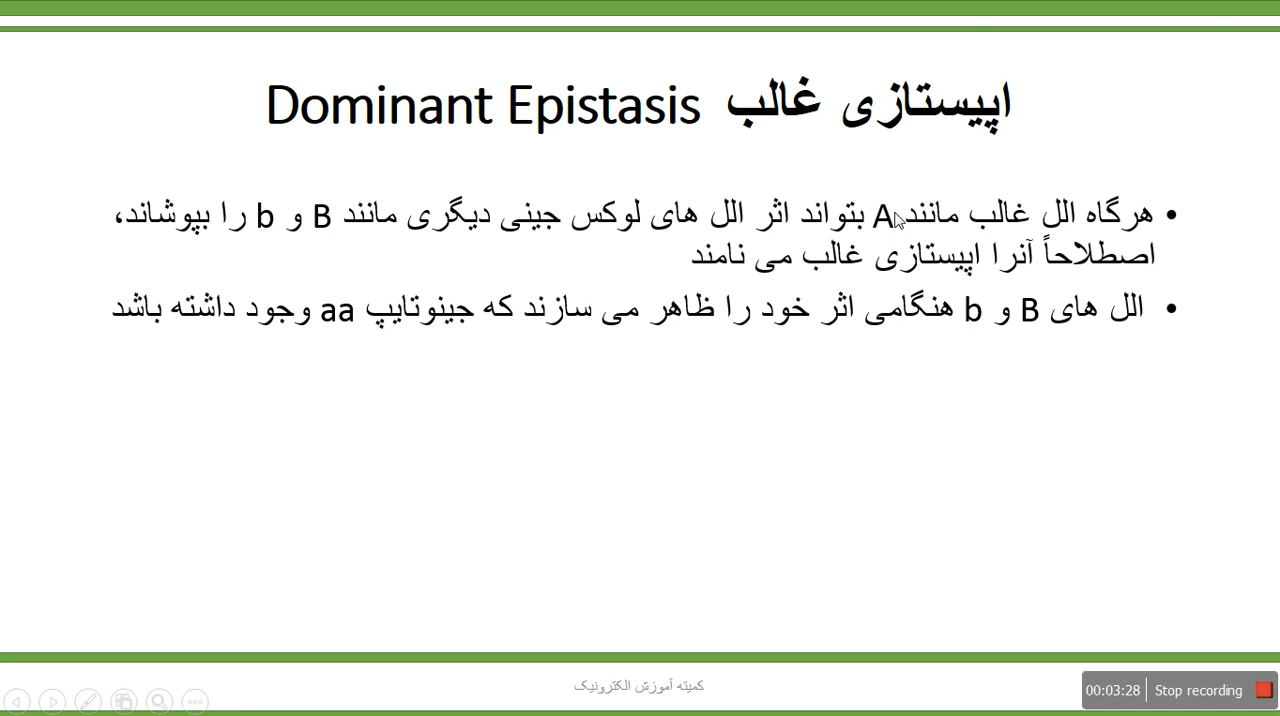 اپیستازی غالب Dominant Epistasis
• هرگاه الل غالب مانند A بتواند اثر الل های لوکس جینی دیگری مانند B و b را بپوشاند،
اصطلاحاً آنرا اپیستازی غالب می نامند
• الل های B و b هنگامی اثر خود را ظاهر می سازند که جینوتایپ aa وجود داشته باشد
کمیته آموزش الکترونیک
00:03:28 Stop recording